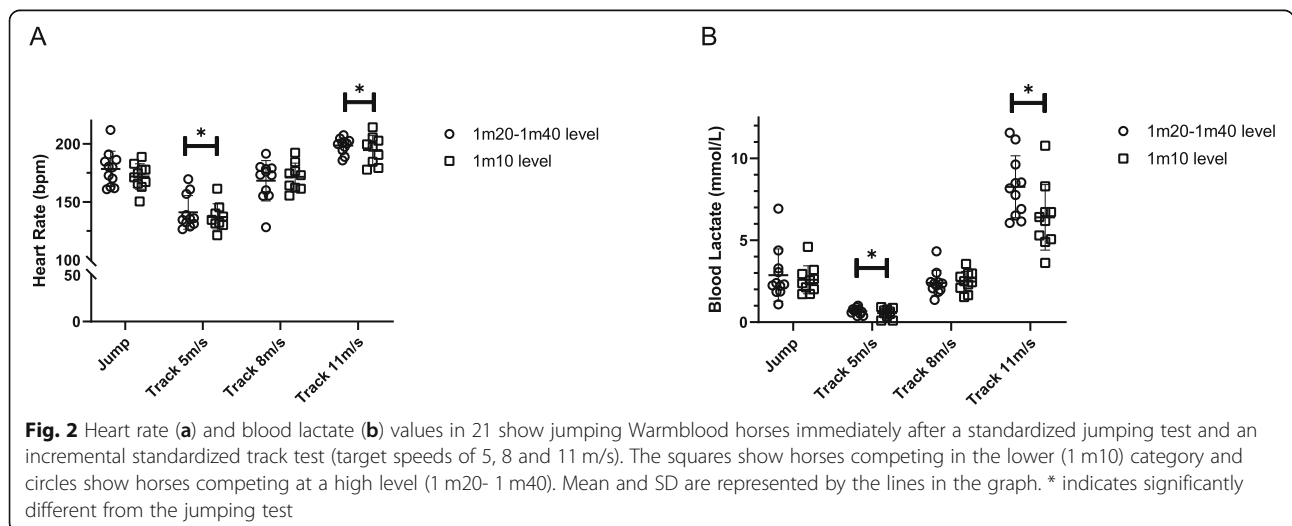 A
B
*
*
*
*
Heart Rate (bpm)
200
150
100
50
0
Jump
Track 5m/s
Track 8m/s
Track 11m/s
1m20-1m40 level
1m10 level
Blood Lactate (mmol/L)
10
5
0
Jump
Track 5m/s
Track 8m/s
Track 11m/s
1m20-1m40 level
1m10 level
Fig. 2 Heart rate (a) and blood lactate (b) values in 21 show jumping Warmblood horses immediately after a standardized jumping test and an
incremental standardized track test (target speeds of 5, 8 and 11 m/s). The squares show horses competing in the lower (1 m10) category and
circles show horses competing at a high level (1 m20- 1 m40). Mean and SD are represented by the lines in the graph. * indicates significantly
different from the jumping test